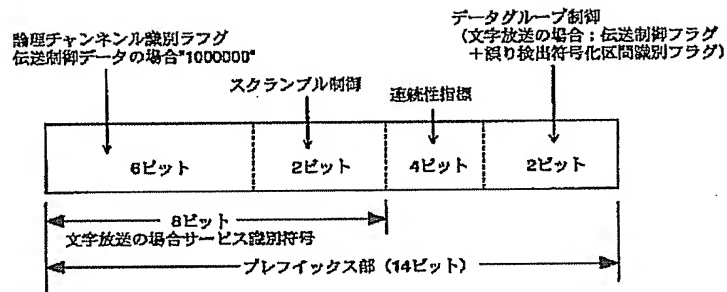 論理チャンネンル識別ラフグ
伝送制御データの場合"1000000"
データグループ制御
(文字放送の場合：伝送制御フラグ
＋誤り検出符号化区間識別フラグ)
スクランブル制御
連続性指標
6ビット
2ビット
4ビット
2ビット
8ビット
文字放送の場合サービス識別符号
プレフイックス部 (14ビット)